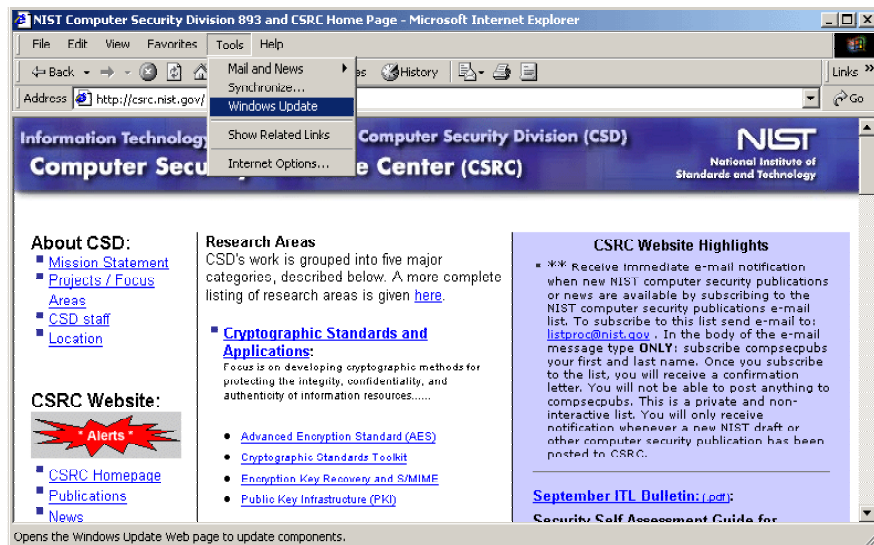 NIST Computer Security Division 893 and CSRC Home Page - Microsoft Internet Explorer
File Edit View Favorites Tools Help
Back History Links »
Mail and News
Synchronize...
Windows Update
Show Related Links
Internet Options...
Address http://csrc.nist.gov/ Go
Information Technology Computer Security Division (CSD)
Computer Secu e Center (CSRC)
NIST
National Institute of
Standards and Technology
About CSD:
Mission Statement
Projects / Focus
Areas
CSD staff
Location
CSRC Website:
* Alerts *
CSRC Homepage
Publications
News
Research Areas
CSD's work is grouped into five major
categories, described below. A more complete
listing of research areas is given here.
Cryptographic Standards and
Applications:
Focus is on developing cryptographic methods for
protecting the integrity, confidentiality, and
authenticity of information resources......
Advanced Encryption Standard (AES)
Cryptographic Standards Toolkit
Encryption Key Recovery and S/MIME
Public Key Infrastructure (PKI)
CSRC Website Highlights
** Receive immediate e-mail notification
when new NIST computer security publications
or news are available by subscribing to the
NIST computer security publications e-mail
list. To subscribe to this list send e-mail to:
listproc@nist.gov . In the body of the e-mail
message type ONLY: subscribe compsecpubs
your first and last name. Once you subscribe
to the list, you will receive a confirmation
letter. You will not be able to post anything to
compsecpubs. This is a private and non-
interactive list. You will only receive
notification whenever a new NIST draft or
other computer security publication has been
posted to CSRC.
September ITL Bulletin: (.pdf):
Security Self Assessment Guide for
Opens the Windows Update Web page to update components.